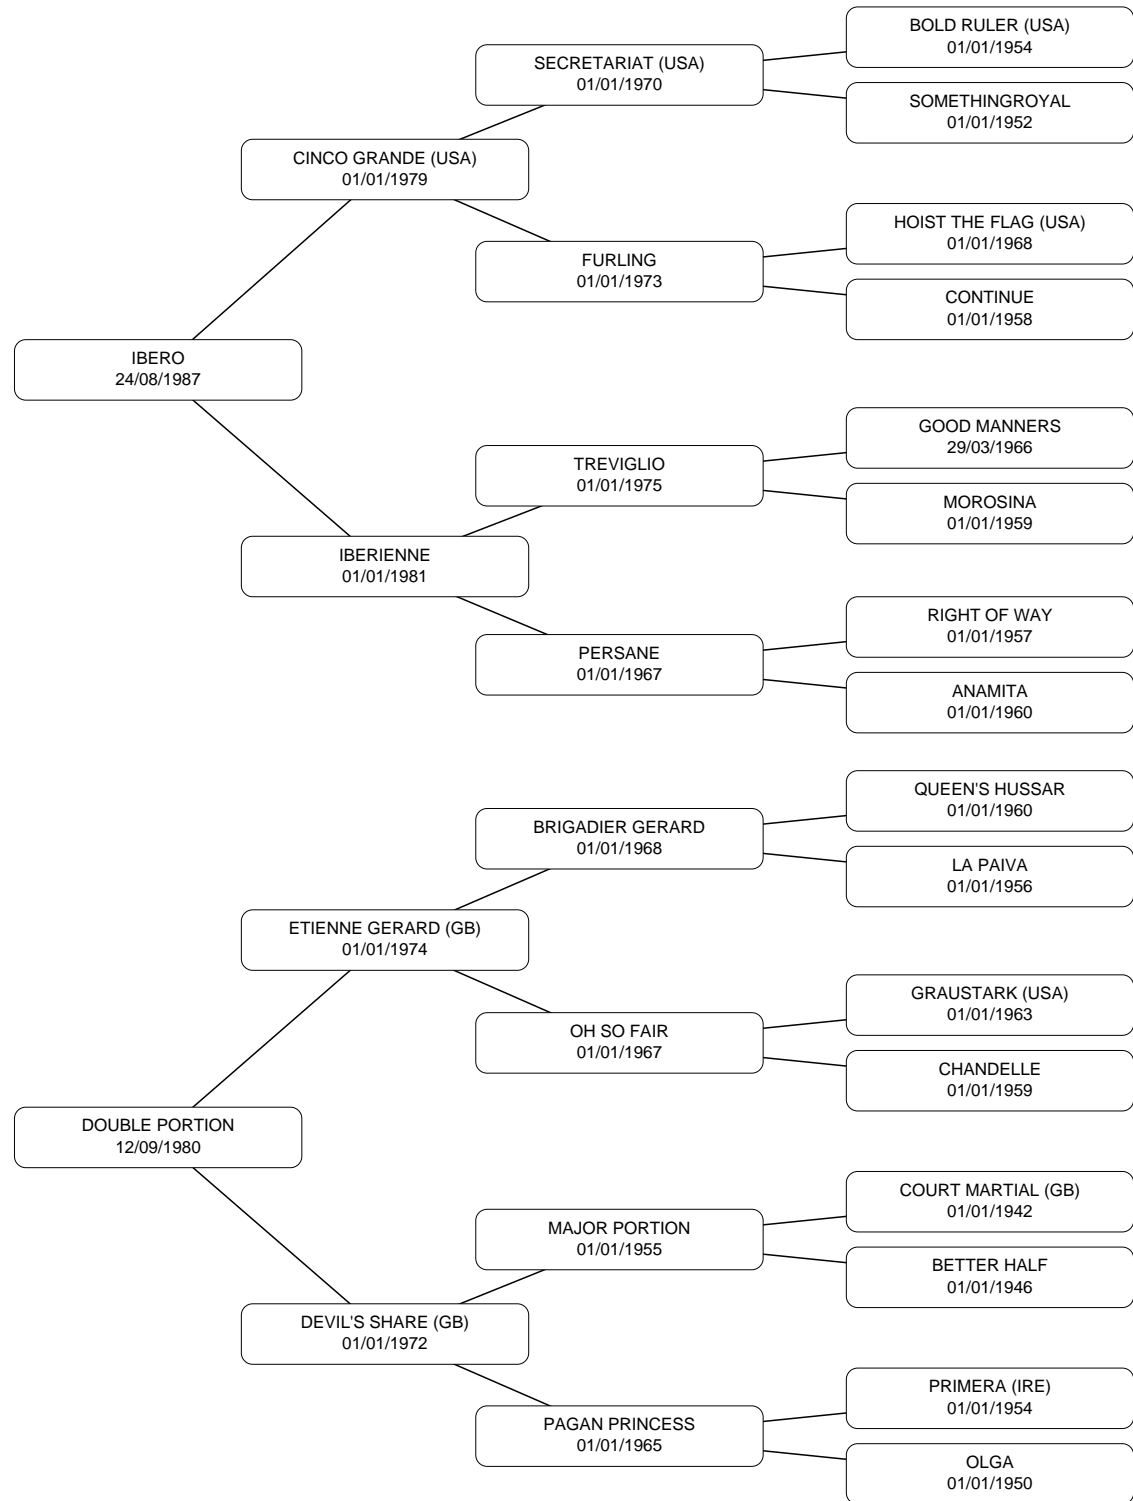 BOLD RULER (USA)
01/01/1954
SECRETARIAT (USA)
01/01/1970
SOMETHINGROYAL
01/01/1952
CINCO GRANDE (USA)
01/01/1979
HOIST THE FLAG (USA)
01/01/1968
FURLING
01/01/1973
CONTINUE
01/01/1958
IBERO
24/08/1987
GOOD MANNERS
29/03/1966
TREVIGLIO
01/01/1975
MOROSINA
01/01/1959
IBERIENNE
01/01/1981
RIGHT OF WAY
01/01/1957
PERSANE
01/01/1967
ANAMITA
01/01/1960
QUEEN'S HUSSAR
01/01/1960
BRIGADIER GERARD
01/01/1968
LA PAIVA
01/01/1956
ETIENNE GERARD (GB)
01/01/1974
GRAUSTARK (USA)
01/01/1963
OH SO FAIR
01/01/1967
CHANDELLE
01/01/1959
DOUBLE PORTION
12/09/1980
COURT MARTIAL (GB)
01/01/1942
MAJOR PORTION
01/01/1955
BETTER HALF
01/01/1946
DEVIL'S SHARE (GB)
01/01/1972
PRIMERA (IRE)
01/01/1954
PAGAN PRINCESS
01/01/1965
OLGA
01/01/1950